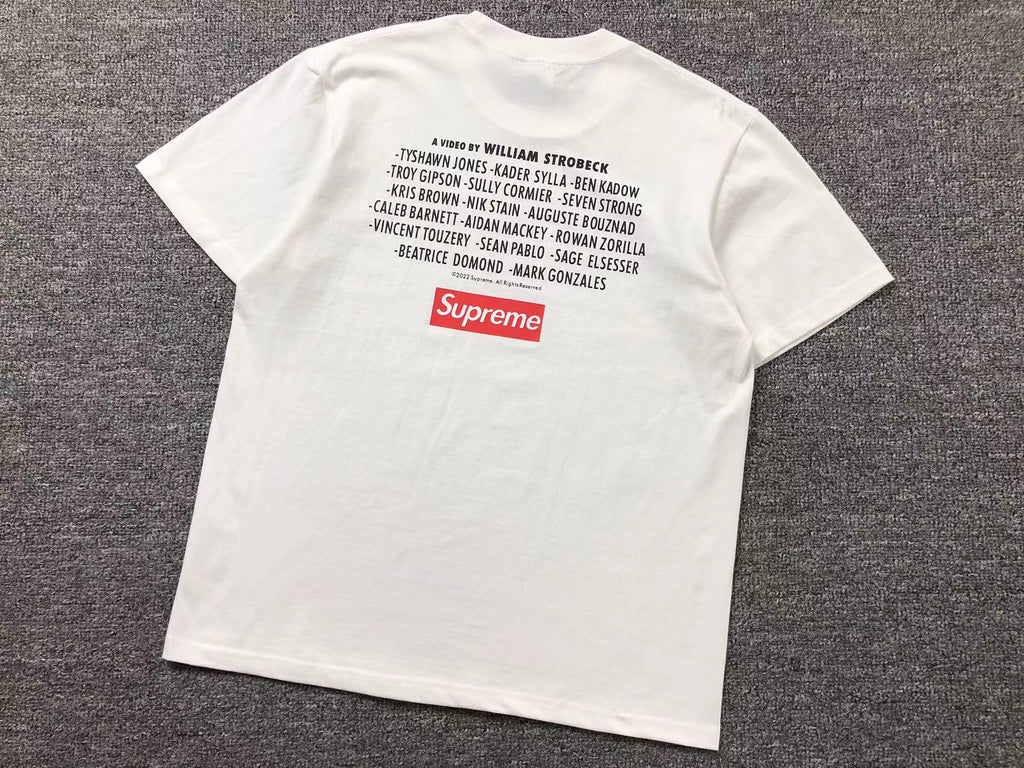 A VIDEO BY WILLIAM STROBECK
-TYSHAWN JONES -KADER SYLLA -BEN KADOW
-TROY GIPSON -SULLY CORMIER -SEVEN STRONG
-KRIS BROWN -NIK STAIN -AUGUSTE BOUZNAD
-CALEB BARNETT -AIDAN MACKEY -ROWAN ZORILLA
-VINCENT TOUZERY -SEAN PABLO -SAGE ELSESSER
-BEATRICE DOMOND -MARK GONZALES
©2022 Supreme. All Rights Reserved
Supreme